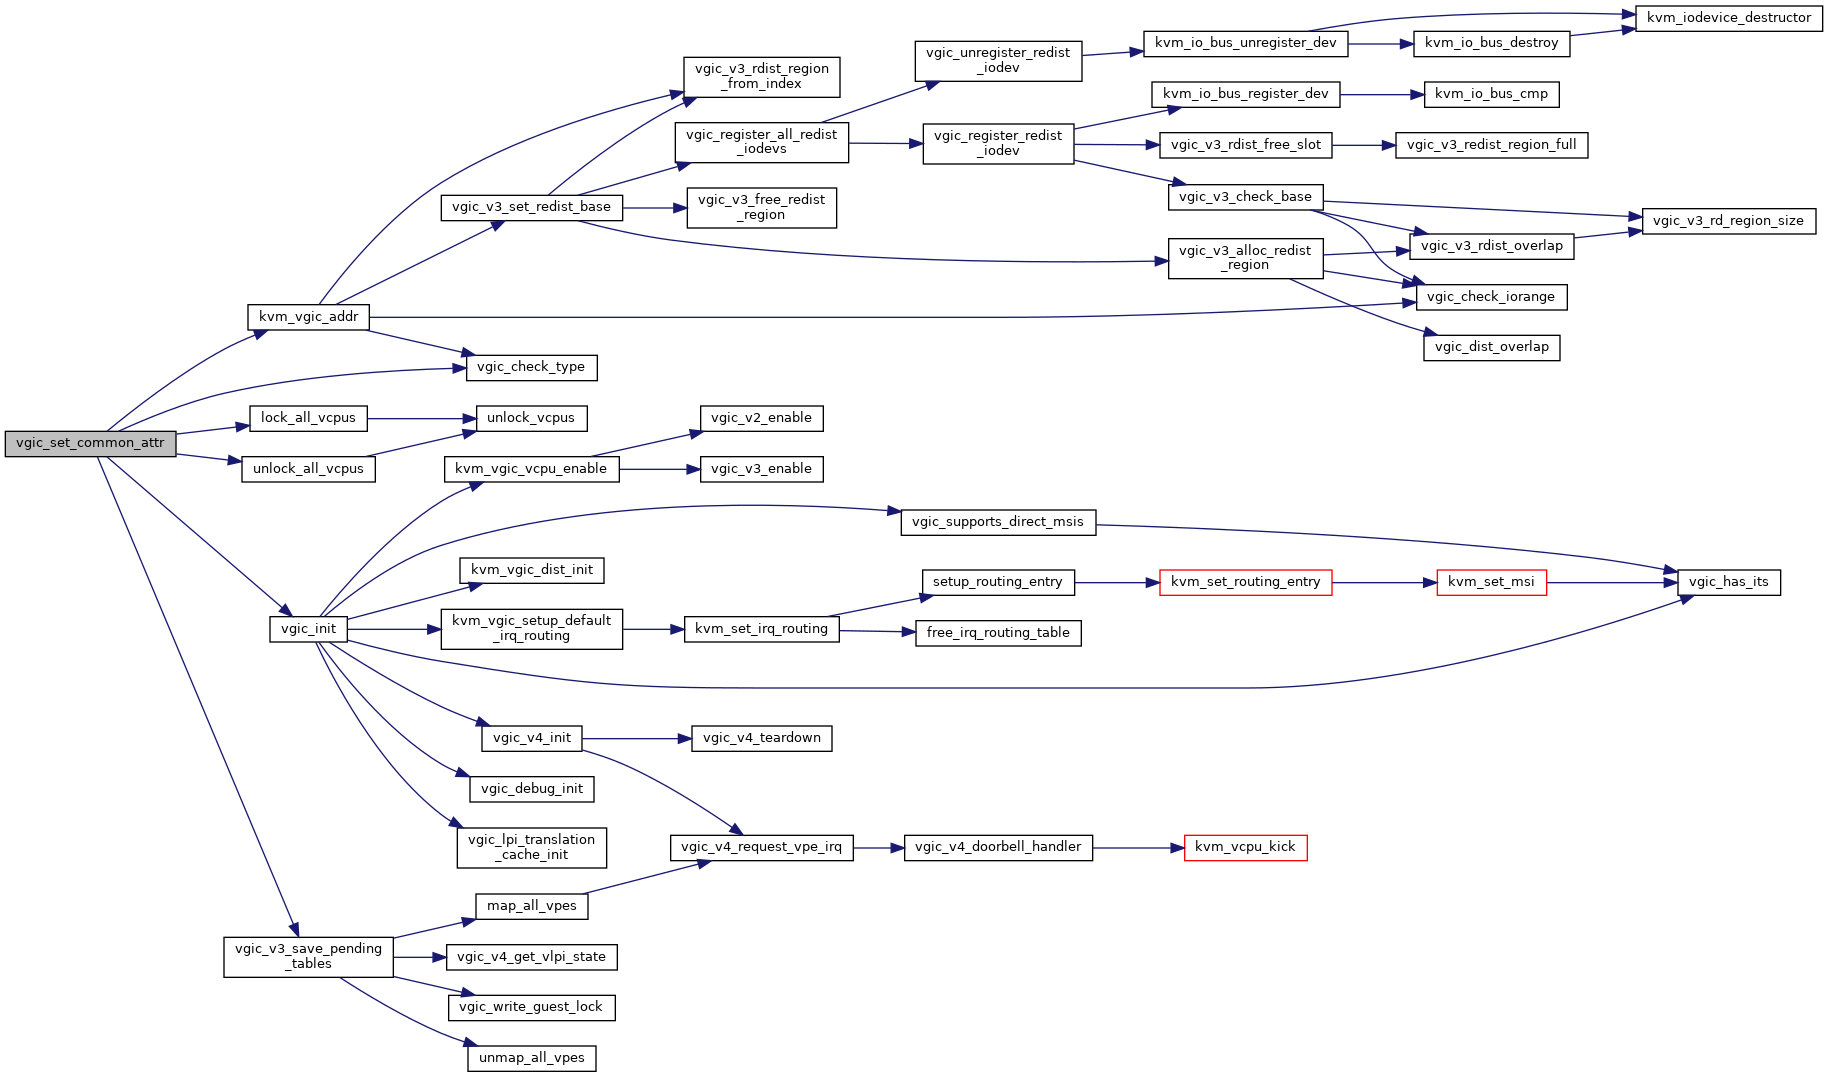 kvm_iodevice_destructor
kvm_io_bus_unregister_dev
kvm_io_bus_destroy
vgic_unregister_redist
_iodev
vgic_v3_rdist_region
_from_index
kvm_io_bus_register_dev
kvm_io_bus_cmp
vgic_register_all_redist
_iodevs
vgic_register_redist
_iodev
vgic_v3_rdist_free_slot
vgic_v3_redist_region_full
vgic_v3_set_redist_base
vgic_v3_free_redist
_region
vgic_v3_check_base
vgic_v3_rd_region_size
vgic_v3_rdist_overlap
vgic_v3_alloc_redist
_region
vgic_check_iorange
kvm_vgic_addr
vgic_dist_overlap
vgic_check_type
lock_all_vcpus
unlock_vcpus
vgic_v2_enable
vgic_set_common_attr
unlock_all_vcpus
kvm_vgic_vcpu_enable
vgic_v3_enable
vgic_supports_direct_msis
kvm_vgic_dist_init
setup_routing_entry
kvm_set_routing_entry
kvm_set_msi
vgic_has_its
vgic_init
kvm_vgic_setup_default
_irq_routing
kvm_set_irq_routing
free_irq_routing_table
vgic_v4_init
vgic_v4_teardown
vgic_debug_init
vgic_lpi_translation
_cache_init
vgic_v4_request_vpe_irq
vgic_v4_doorbell_handler
kvm_vcpu_kick
map_all_vpes
vgic_v3_save_pending
_tables
vgic_v4_get_vlpi_state
vgic_write_guest_lock
unmap_all_vpes